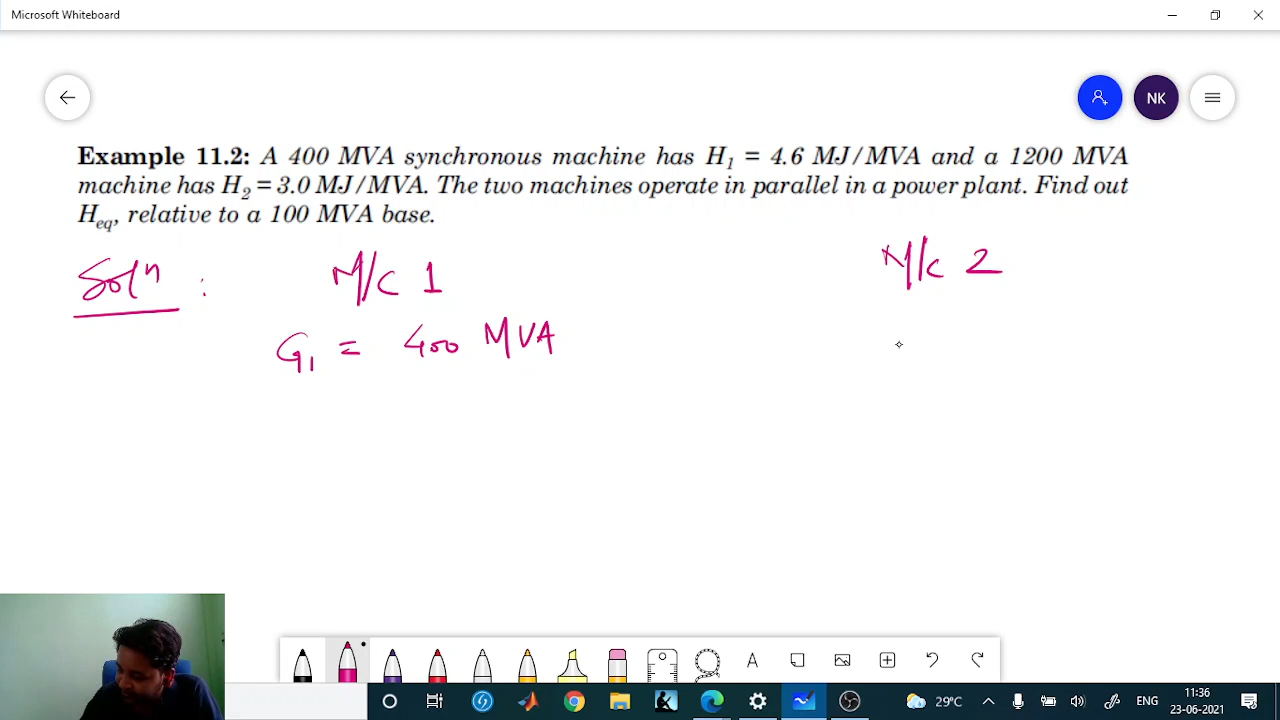 Microsoft Whiteboard
NK
Example 11.2: A 400 MVA synchronous machine has H1 = 4.6 MJ/MVA and a 1200 MVA
machine has H2 = 3.0 MJ/MVA. The two machines operate in parallel in a power plant. Find out
Heq, relative to a 100 MVA base.
Solⁿ :
M/C 1
M/C 2
G1 = 400 MVA
A
29°C
ENG
11:36
23-06-2021